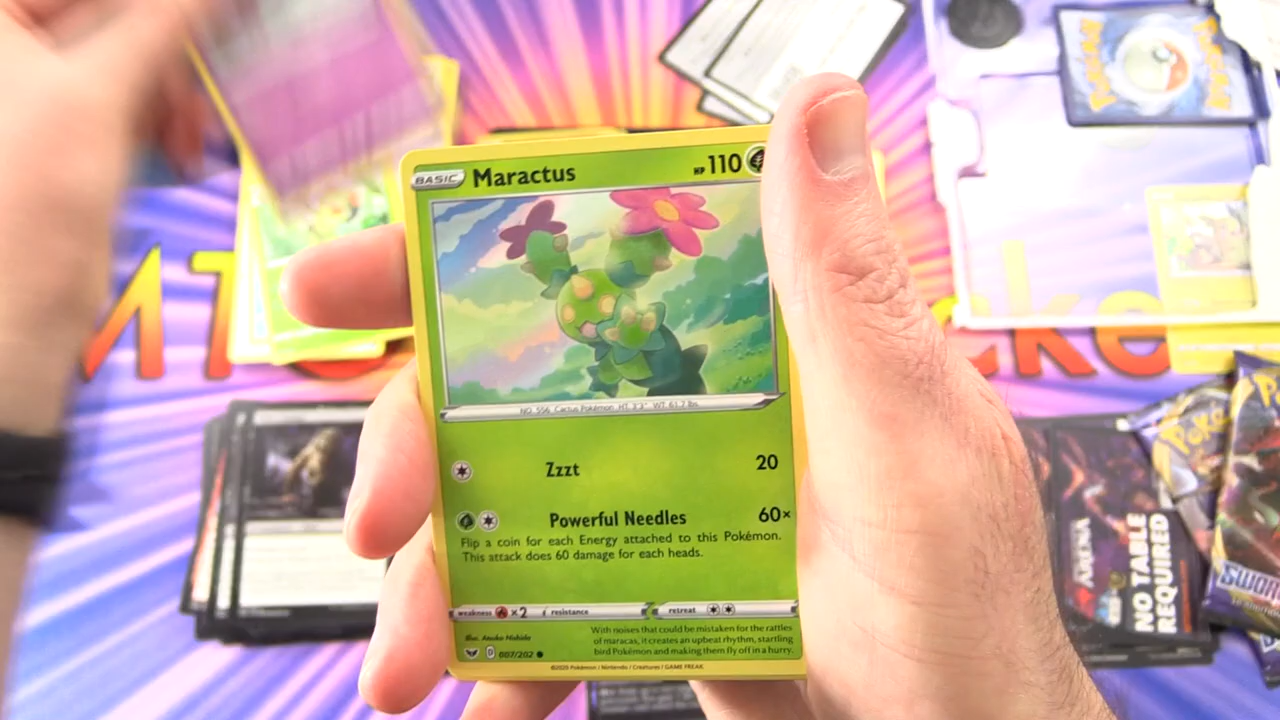 BASIC Maractus HP 110
NO. 556 Cactus Pokémon HT. 3'3" WT. 61.7 lbs.
Zzzt 20
Powerful Needles 60×
Flip a coin for each Energy attached to this Pokémon.
This attack does 60 damage for each heads.
weakness ×2 resistance retreat
Illus. Atsuko Nishida
With noises that could be mistaken for the rattles
of maracas, it creates an upbeat rhythm, startling
bird Pokémon and making them fly off in a hurry.
D 007/202
©2020 Pokémon / Nintendo / Creatures / GAME FREAK
ARENA
NO TABLE
REQUIRED